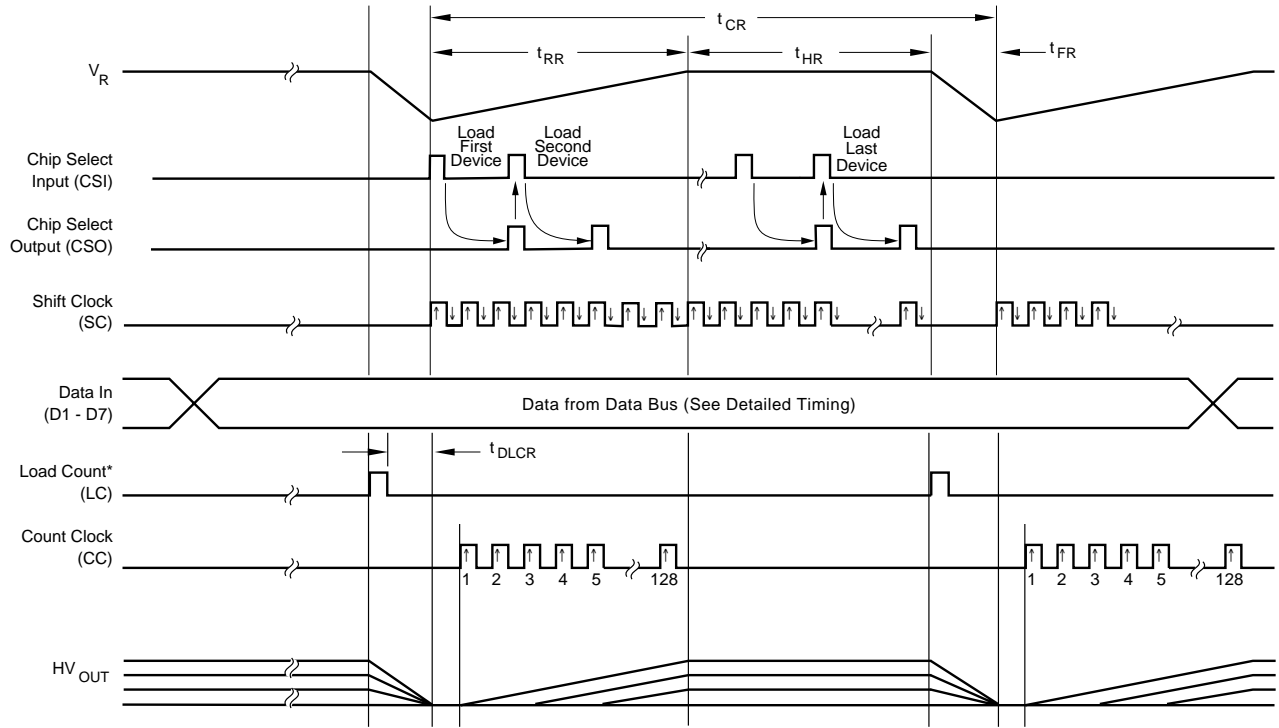 t CR
t RR
t HR
t FR
V R
Load First Device
Load Second Device
Load Last Device
Chip Select
Input (CSI)
Chip Select
Output (CSO)
Shift Clock
(SC)
↑ ↓ ↑ ↓ ↑ ↓ ↑ ↓ ↑ ↓ ↑ ↓ ↑ ↓ ↑ ↓ ↑ ↓ ↑ ↓ ↑ ↓ ↑ ↓ ↑ ↓ ↑ ↓ ↑ ↓ ↑ ↓ ↑ ↓ ↑ ↓
Data In
(D1 - D7)
Data from Data Bus (See Detailed Timing)
t DLCR
Load Count*
(LC)
Count Clock
(CC)
↑ ↑ ↑ ↑ ↑ ↑ ↑ ↑ ↑ ↑ ↑ ↑
1 2 3 4 5 128 1 2 3 4 5 128
HV OUT